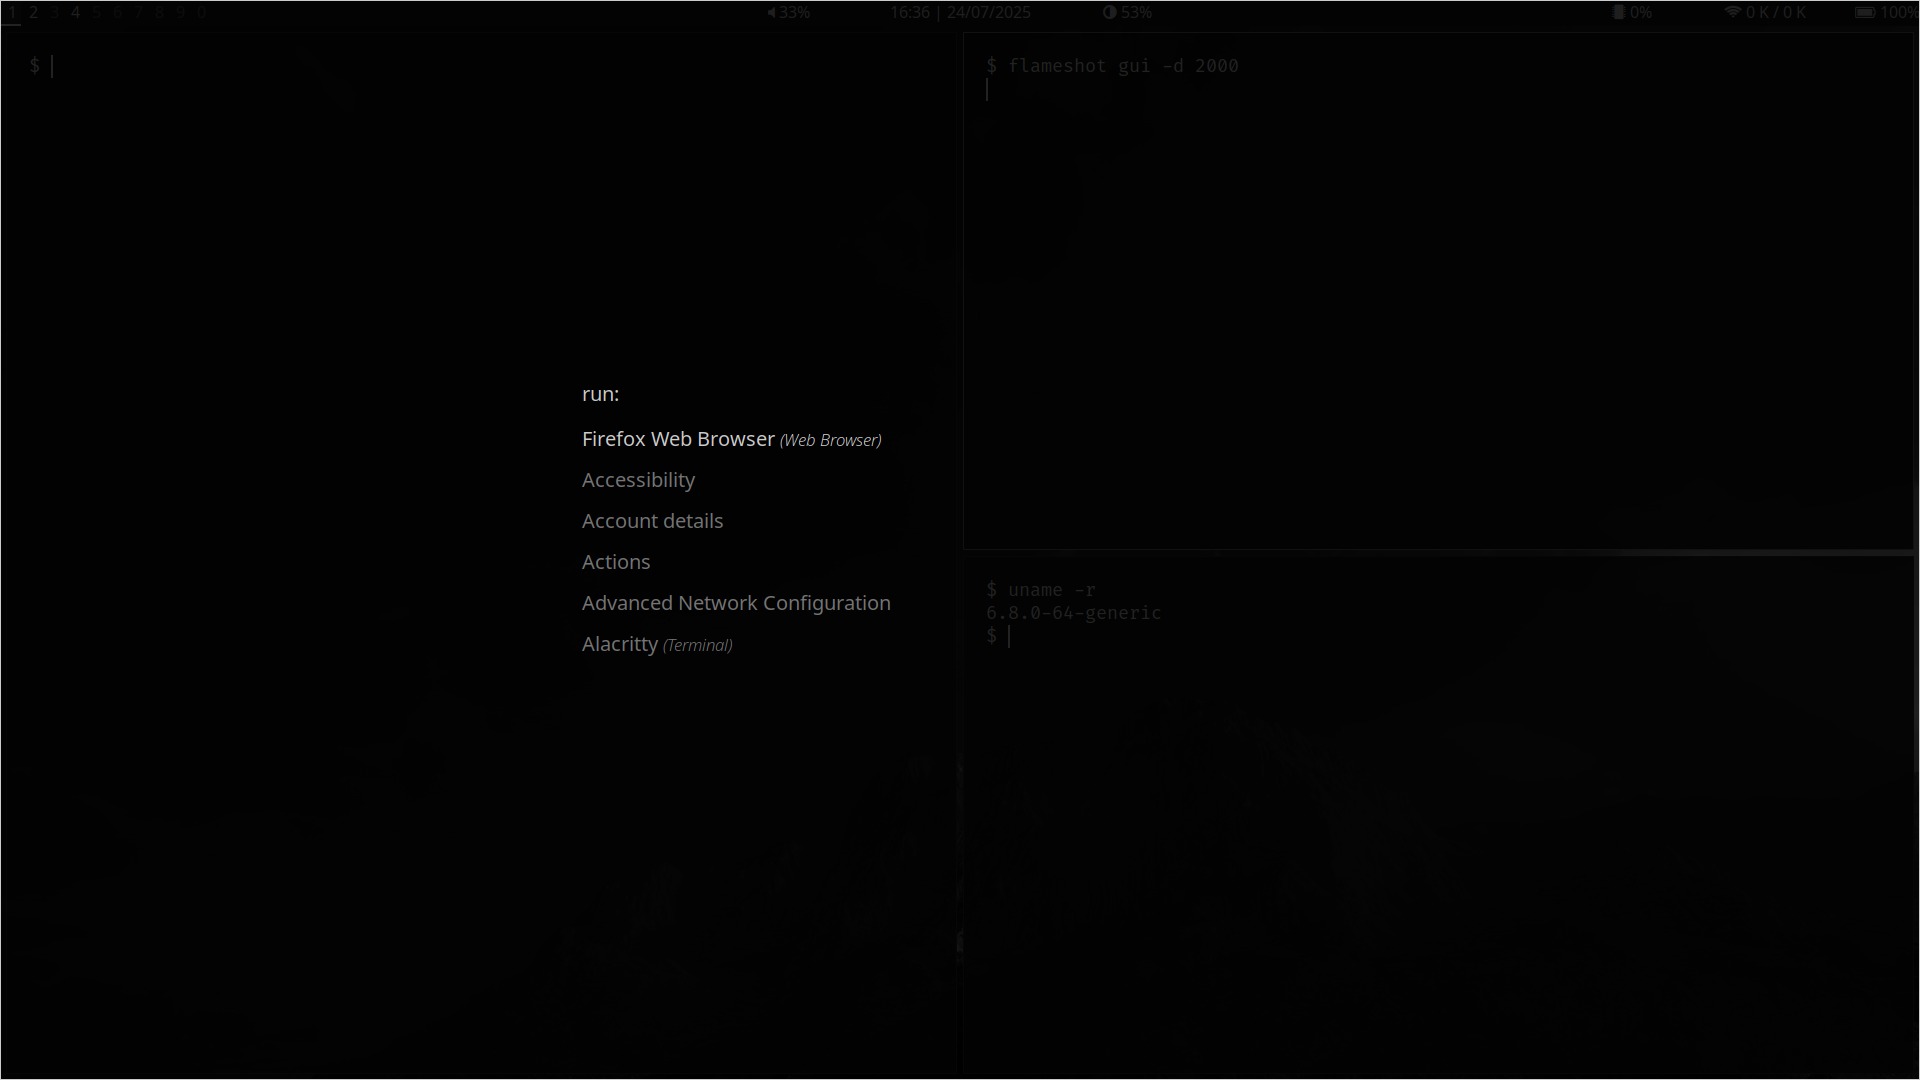 1 2 3 4 5 6 7 8 9 0 33% 16:36 | 24/07/2025 53% 0% 0 K / 0 K 100%
$
$ flameshot gui -d 2000
run:
Firefox Web Browser (Web Browser)
Accessibility
Account details
Actions
Advanced Network Configuration
Alacritty (Terminal)
$ uname -r
6.8.0-64-generic
$